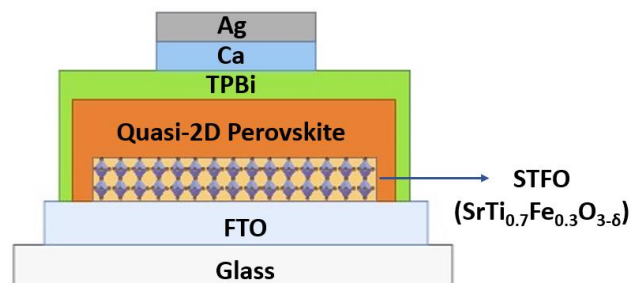 Ag
Ca
TPBi
Quasi-2D Perovskite
STFO
(SrTi₀.₇Fe₀.₃O₃₋δ)
FTO
Glass